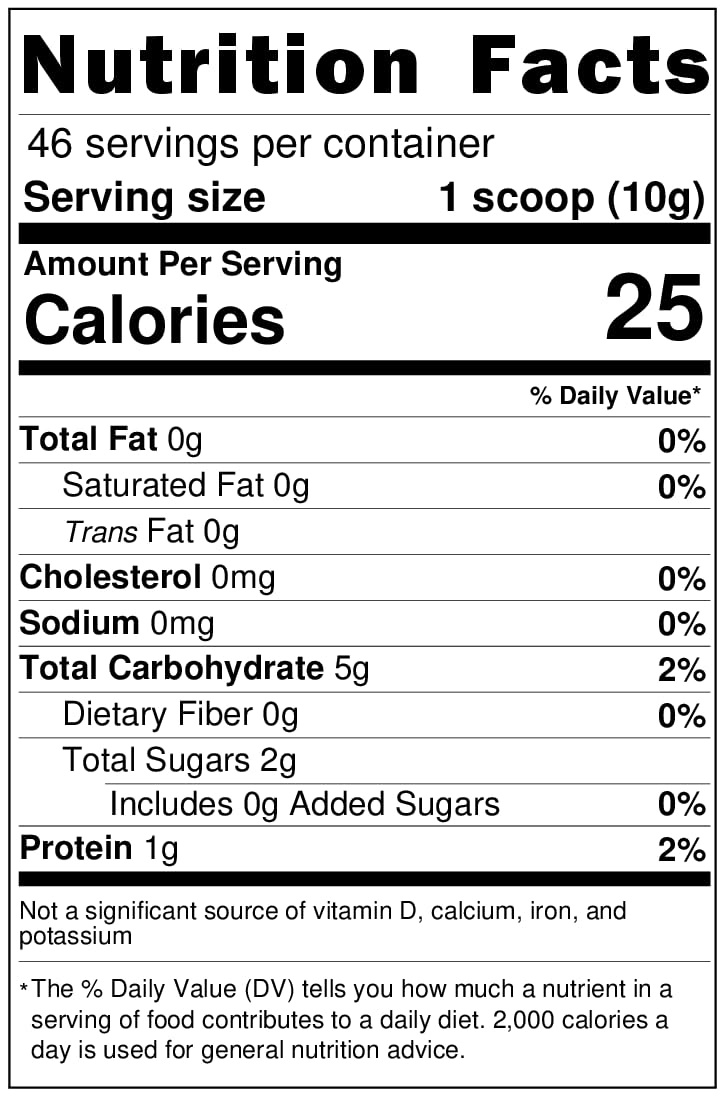 Nutrition Facts
46 servings per container
Serving size 1 scoop (10g)
Amount Per Serving
Calories 25
% Daily Value*
Total Fat 0g 0%
Saturated Fat 0g 0%
Trans Fat 0g
Cholesterol 0mg 0%
Sodium 0mg 0%
Total Carbohydrate 5g 2%
Dietary Fiber 0g 0%
Total Sugars 2g
Includes 0g Added Sugars 0%
Protein 1g 2%
Not a significant source of vitamin D, calcium, iron, and
potassium
*The % Daily Value (DV) tells you how much a nutrient in a
serving of food contributes to a daily diet. 2,000 calories a
day is used for general nutrition advice.